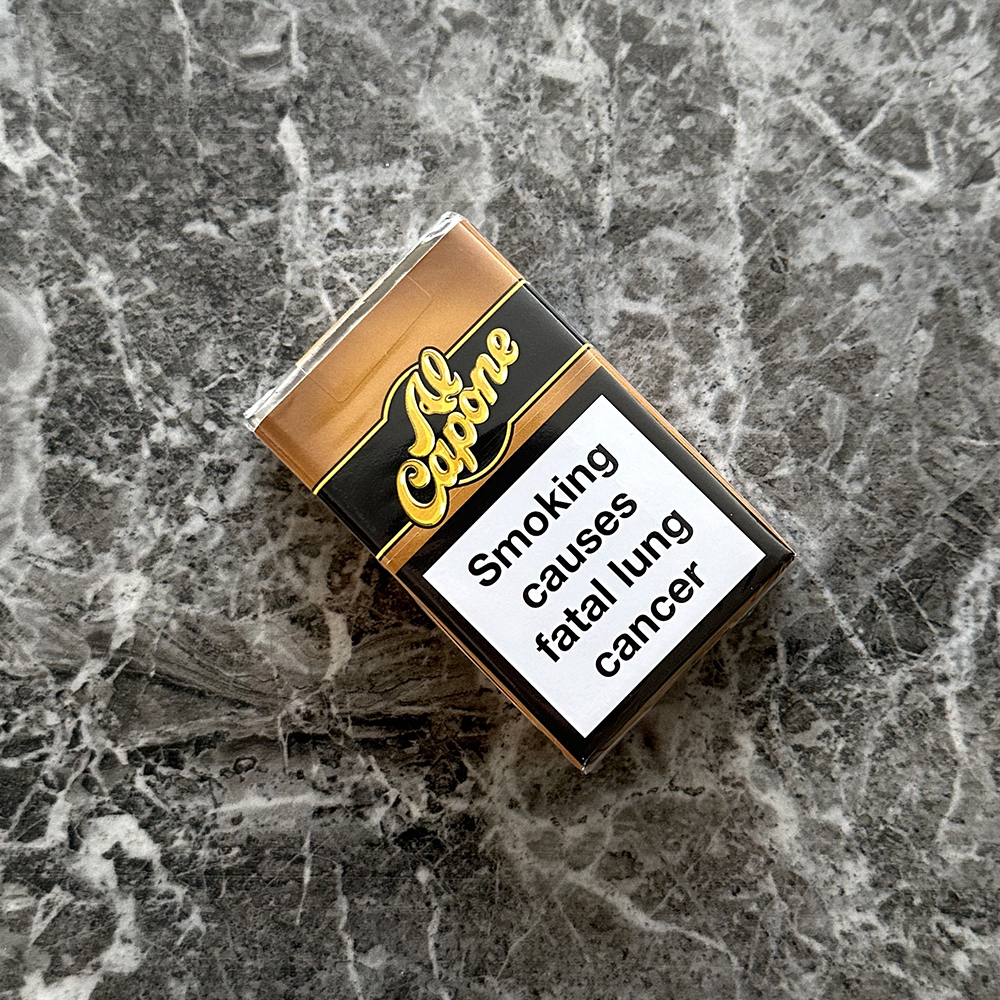 Al
Capone
Smoking
causes
fatal lung
cancer